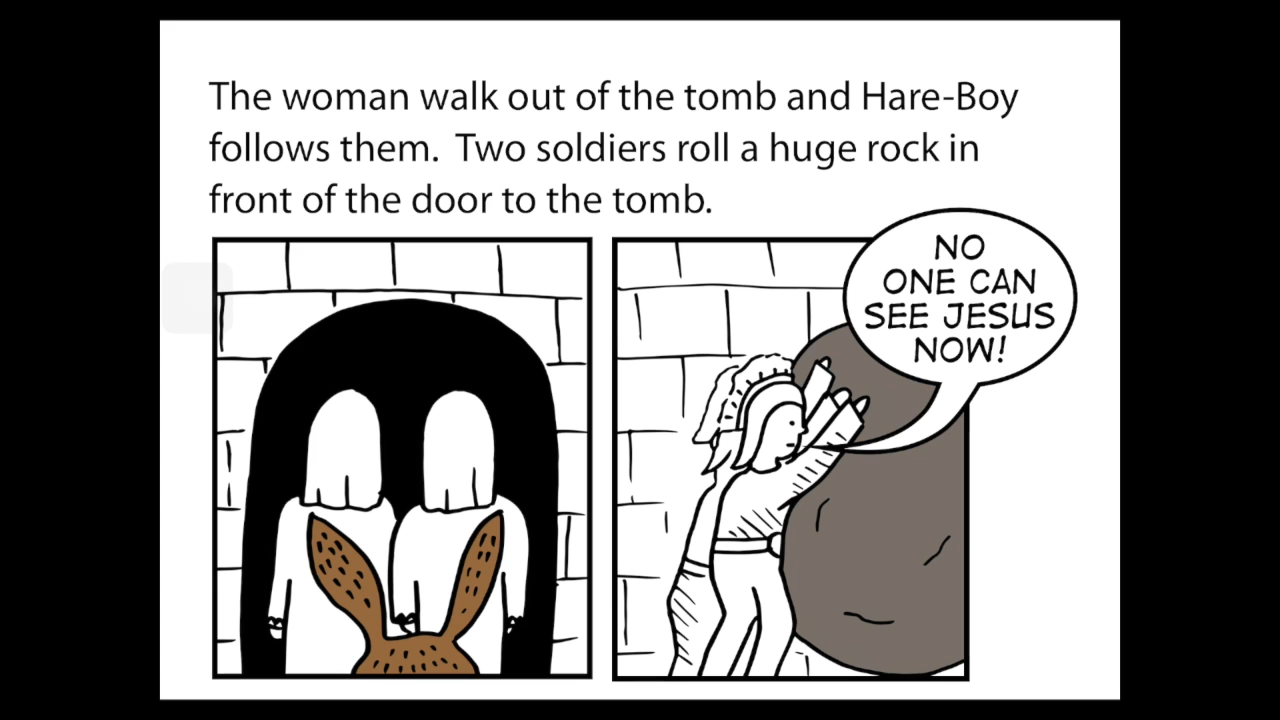 The woman walk out of the tomb and Hare-Boy
follows them.  Two soldiers roll a huge rock in
front of the door to the tomb.
NO
ONE CAN
SEE JESUS
NOW!